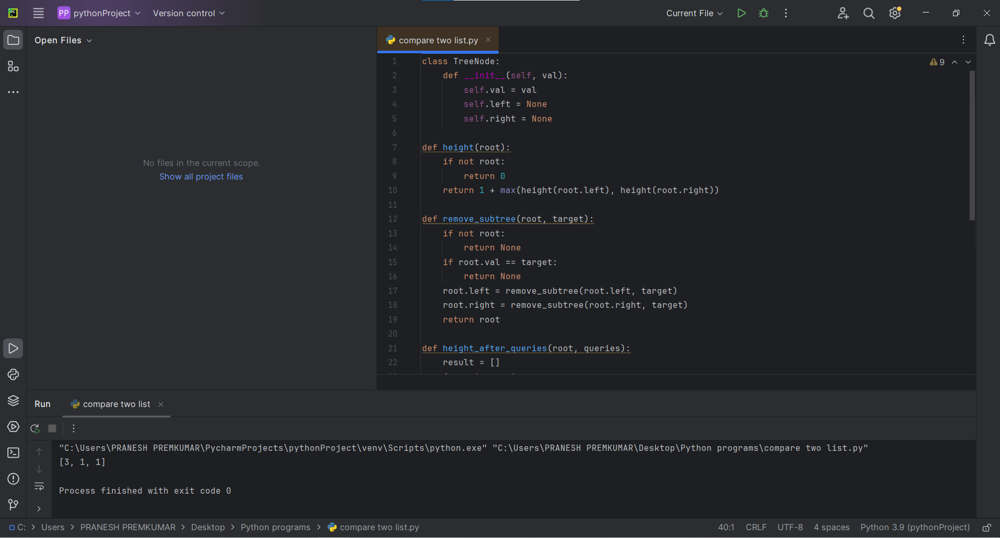 PP pythonProject Version control Current File
Open Files
compare two list.py
No files in the current scope.
Show all project files
9
1 class TreeNode:
2 def __init__(self, val):
3 self.val = val
4 self.left = None
5 self.right = None
6
7 def height(root):
8 if not root:
9 return 0
10 return 1 + max(height(root.left), height(root.right))
11
12 def remove_subtree(root, target):
13 if not root:
14 return None
15 if root.val == target:
16 return None
17 root.left = remove_subtree(root.left, target)
18 root.right = remove_subtree(root.right, target)
19 return root
20
21 def height_after_queries(root, queries):
22 result = []
Run compare two list
"C:\Users\PRANESH PREMKUMAR\PycharmProjects\pythonProject\venv\Scripts\python.exe" "C:\Users\PRANESH PREMKUMAR\Desktop\Python programs\compare two list.py"
[3, 1, 1]
Process finished with exit code 0
C: > Users > PRANESH PREMKUMAR > Desktop > Python programs > compare two list.py 40:1 CRLF UTF-8 4 spaces Python 3.9 (pythonProject)